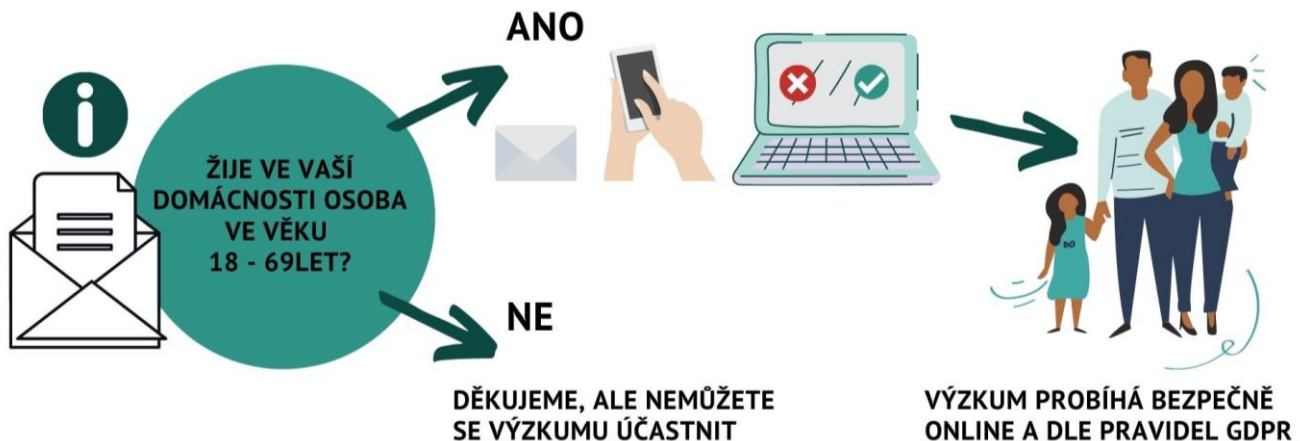 ANO
ŽIJE VE VAŠÍ
DOMÁCNOSTI OSOBA
VE VĚKU
18 - 69LET?
NE
DĚKUJEME, ALE NEMŮŽETE
SE VÝZKUMU ÚČASTNIT
VÝZKUM PROBÍHÁ BEZPEČNĚ
ONLINE A DLE PRAVIDEL GDPR